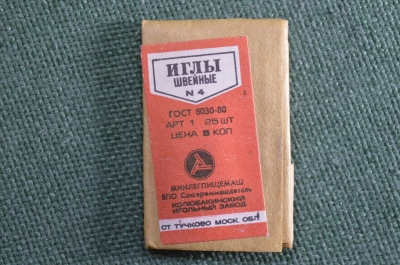 ИГЛЫ
ШВЕЙНЫЕ
N 4
ГОСТ 8030-80
АРТ 1 25 ШТ
ЦЕНА 5 КОП
МИНЛЕГПИЩЕМАШ
ВПО Союзреммашдеталь
КОЛЮБАКИНСКИЙ
ИГОЛЬНЫЙ ЗАВОД
СТ ТУЧКОВО МОСК ОБЛ